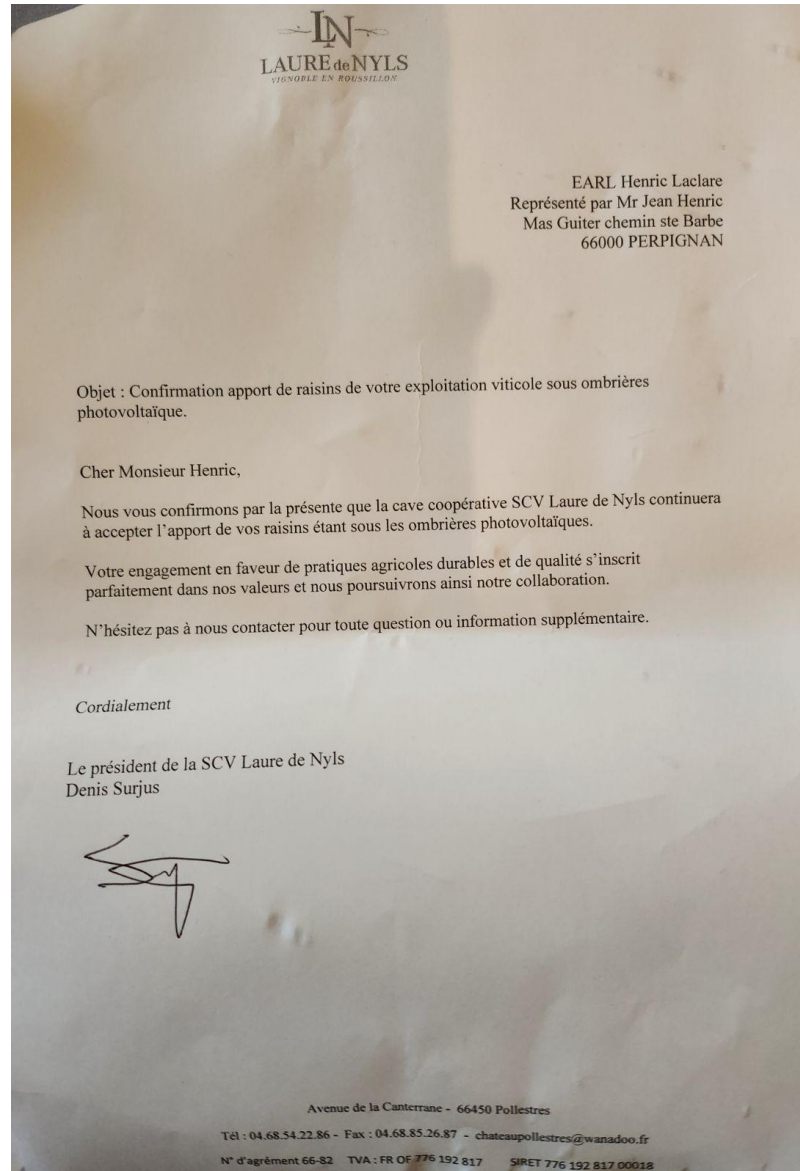 LN
LAURE de NYLS
VIGNOBLE EN ROUSSILLON
EARL Henric Laclare
Représenté par Mr Jean Henric
Mas Guiter chemin ste Barbe
66000 PERPIGNAN
Objet : Confirmation apport de raisins de votre exploitation viticole sous ombrières
photovoltaïque.
Cher Monsieur Henric,
Nous vous confirmons par la présente que la cave coopérative SCV Laure de Nyls continuera
à accepter l’apport de vos raisins étant sous les ombrières photovoltaïques.
Votre engagement en faveur de pratiques agricoles durables et de qualité s’inscrit
parfaitement dans nos valeurs et nous poursuivrons ainsi notre collaboration.
N’hésitez pas à nous contacter pour toute question ou information supplémentaire.
Cordialement
Le président de la SCV Laure de Nyls
Denis Surjus
Avenue de la Canterrane - 66450 Pollestres
Tél : 04.68.54.22.86 - Fax : 04.68.85.26.87 - chateaupollestres@wanadoo.fr
N° d'agrément 66-82 TVA : FR OF 776 192 817 SIRET 776 192 817 00018